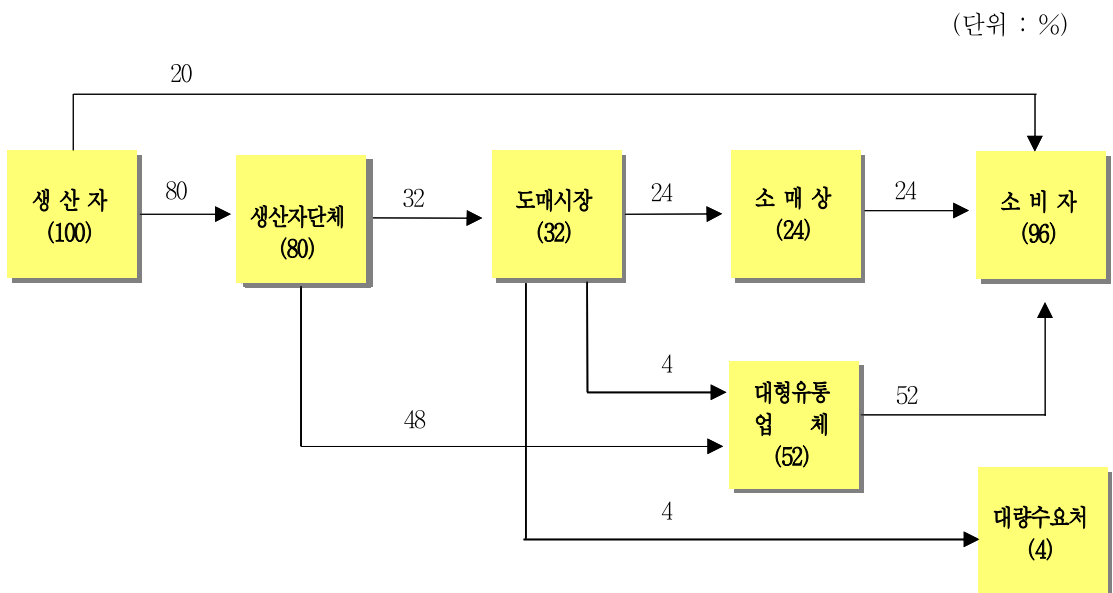 (단위 : %)
20
생 산 자
(100)
80
생산자단체
(80)
32
도매시장
(32)
24
소 매 상
(24)
24
소 비 자
(96)
4
48
대형유통
업 체
(52)
52
4
대량수요처
(4)